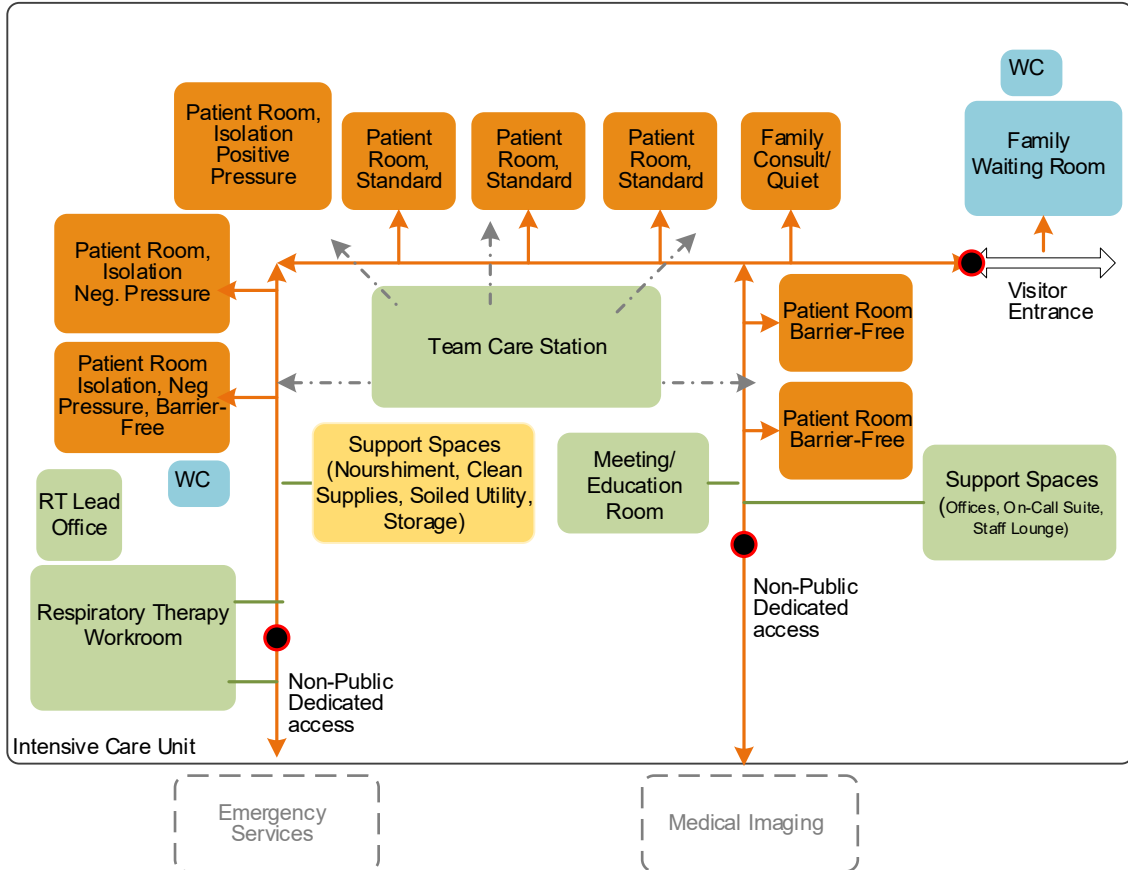 WC
Patient Room,
Isolation
Positive
Pressure
Patient
Room,
Standard
Patient
Room,
Standard
Patient
Room,
Standard
Family
Consult/
Quiet
Family
Waiting Room
Patient Room,
Isolation
Neg. Pressure
Visitor
Entrance
Patient Room
Barrier-Free
Team Care Station
Patient Room
Isolation, Neg
Pressure, Barrier-
Free
Patient Room
Barrier-Free
WC
RT Lead
Office
Support Spaces
(Nourshiment, Clean
Supplies, Soiled Utility,
Storage)
Meeting/
Education
Room
Support Spaces
(Offices, On-Call Suite,
Staff Lounge)
Respiratory Therapy
Workroom
Non-Public
Dedicated
access
Non-Public
Dedicated
access
Intensive Care Unit
Emergency
Services
Medical Imaging